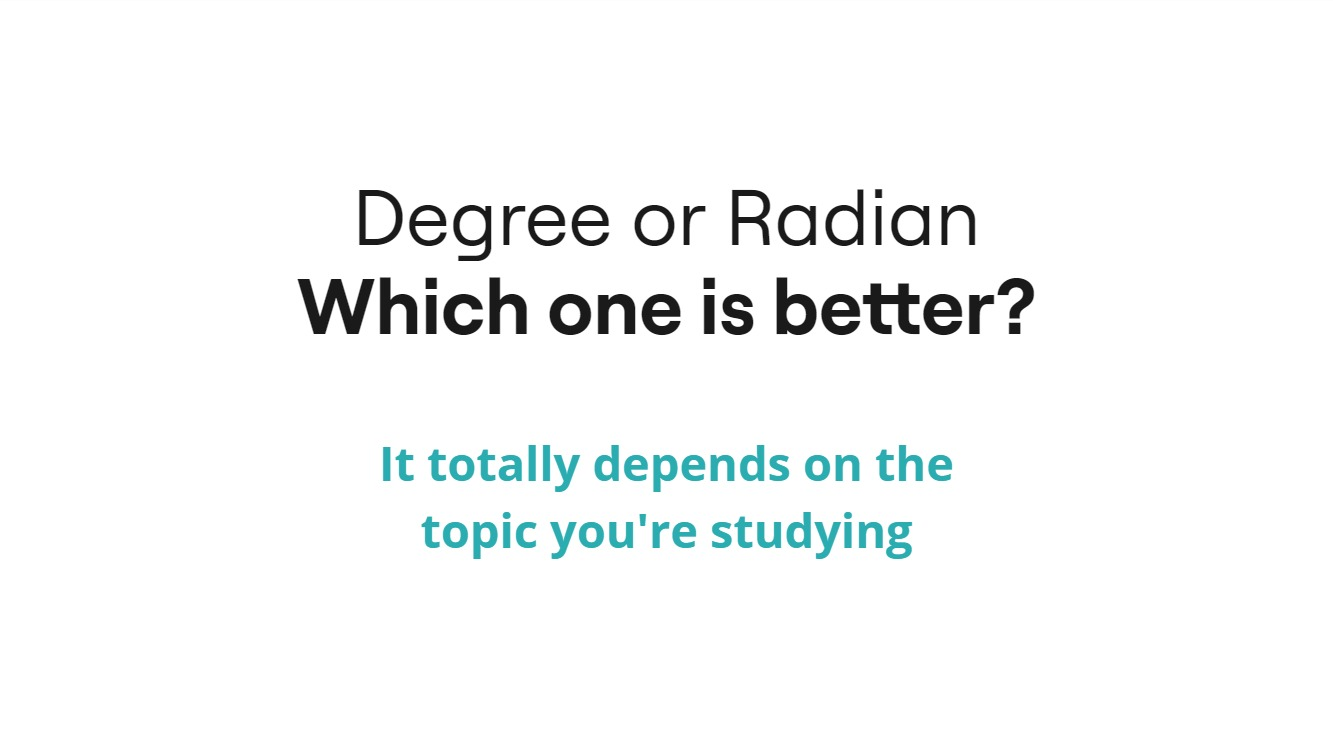 Degree or Radian
Which one is better?
It totally depends on the
topic you're studying